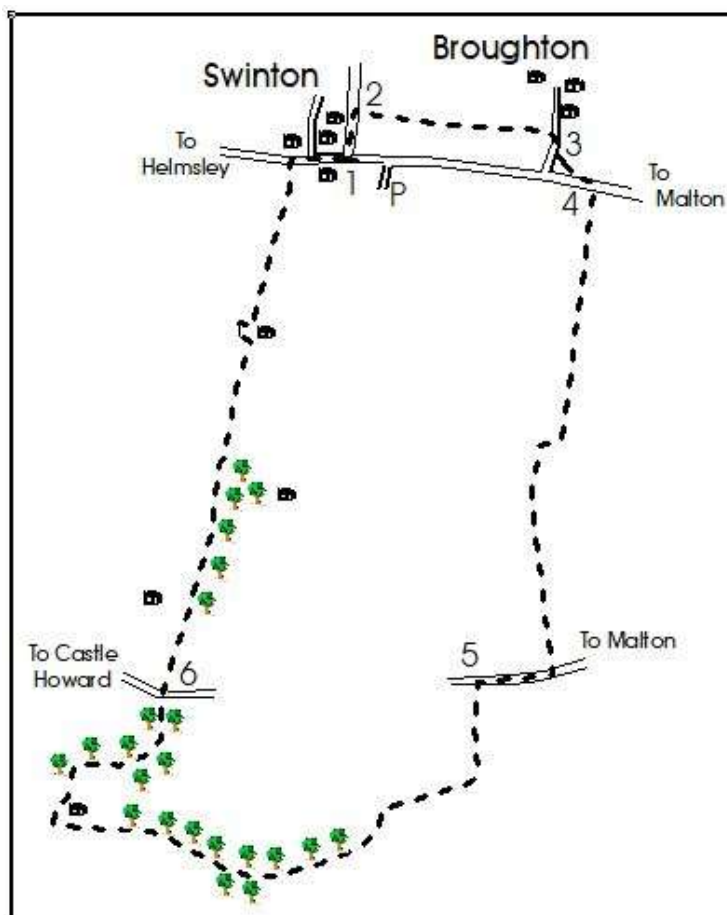 Broughton
Swinton
2
To
Helmsley
1
P
3
4
To
Malton
To Castle
Howard
6
5
To Malton